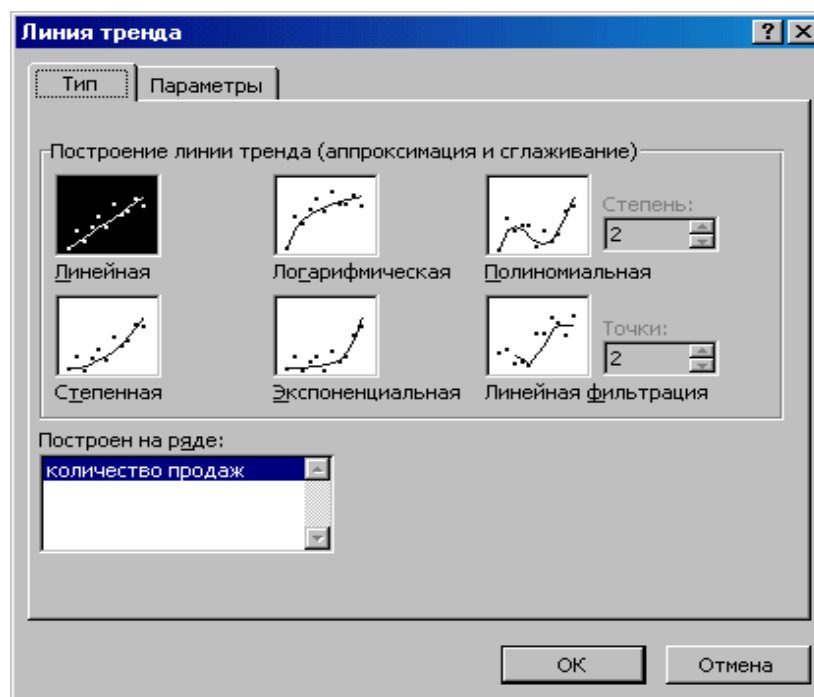 Линия тренда
Тип
Параметры
Построение линии тренда (аппроксимация и сглаживание)
Линейная
Логарифмическая
Полиномиальная
Степень:
2
Степенная
Экспоненциальная
Линейная фильтрация
Точки:
2
Построен на ряде:
количество продаж
ОК
Отмена